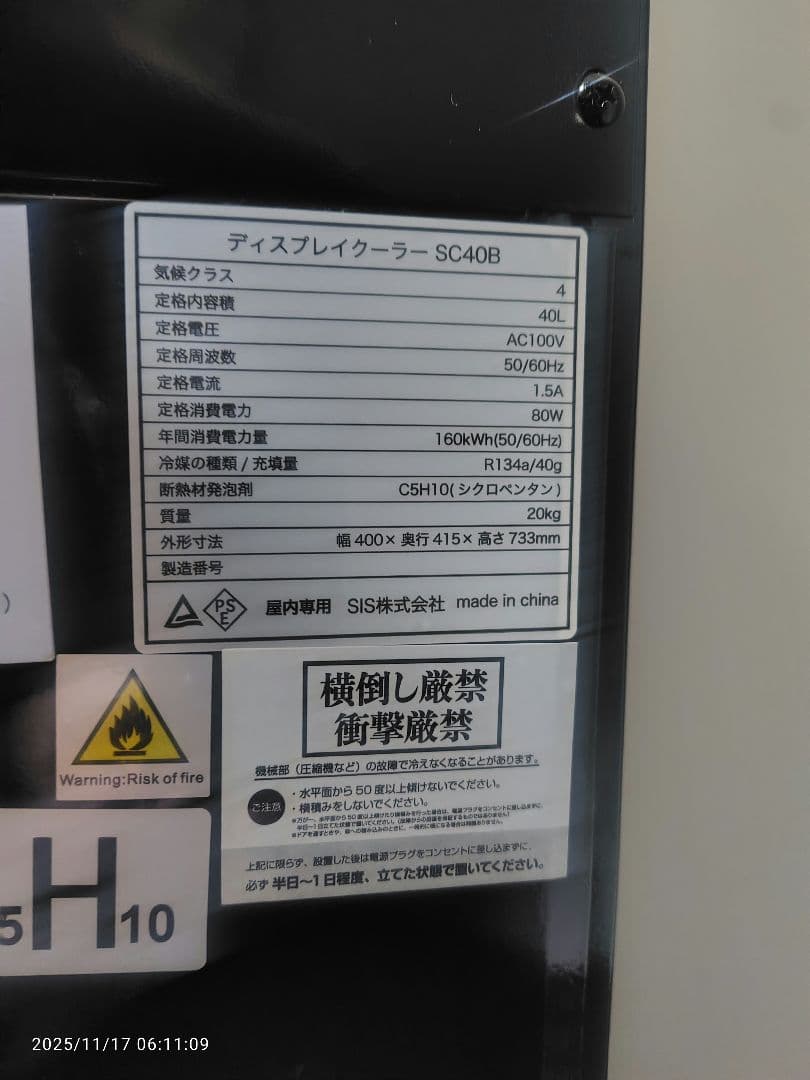 ディスプレイクーラー SC40B
気候クラス 4
定格内容積 40L
定格電圧 AC100V
定格周波数 50/60Hz
定格電流 1.5A
定格消費電力 80W
年間消費電力量 160kWh(50/60Hz)
冷媒の種類 / 充填量 R134a/40g
断熱材発泡剤 C5H10(シクロペンタン)
質量 20kg
外形寸法 幅 400× 奥行 415× 高さ 733mm
製造番号
PS E 屋内専用 SIS株式会社 made in china
)
横倒し厳禁
衝撃厳禁
機械部（圧縮機など）の故障で冷えなくなることがあります。
ご注意
・水平面から 50 度以上傾けないでください。
・横積みをしないでください。
上記に限らず、設置した後は電源プラグをコンセントに差し込まずに、
必ず 半日〜1 日程度、立てた状態で置いてください。
Warning:Risk of fire
5H10
2025/11/17 06:11:09